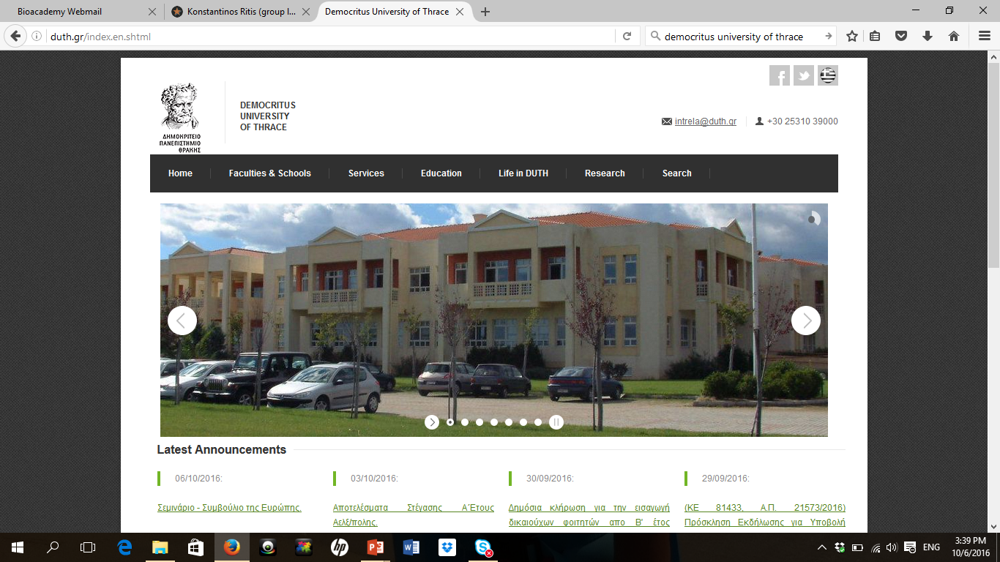 Bioacademy Webmail
Konstantinos Ritis (group l...
Democritus University of Thrace
duth.gr/index.en.shtml
democritus university of thrace
DEMOCRITUS
UNIVERSITY
OF THRACE
ΔΗΜΟΚΡΙΤΕΙΟ
ΠΑΝΕΠΙΣΤΗΜΙΟ
ΘΡΑΚΗΣ
intrela@duth.gr
+30 25310 39000
Home
Faculties & Schools
Services
Education
Life in DUTH
Research
Search
Latest Announcements
06/10/2016:
Σεμινάριο - Συμβούλιο της Ευρώπης.
03/10/2016:
Αποτελέσματα Στέγασης Α΄Έτους
Αελξ/πολης.
30/09/2016:
Δημόσια κλήρωση για την εισαγωγή
δικαιούχων φοιτητών απο Β' έτος
29/09/2016:
(ΚΕ 81433, Α.Π. 21573/2016)
Πρόσκληση Εκδήλωσης για Υποβολή
ENG
3:39 PM
10/6/2016